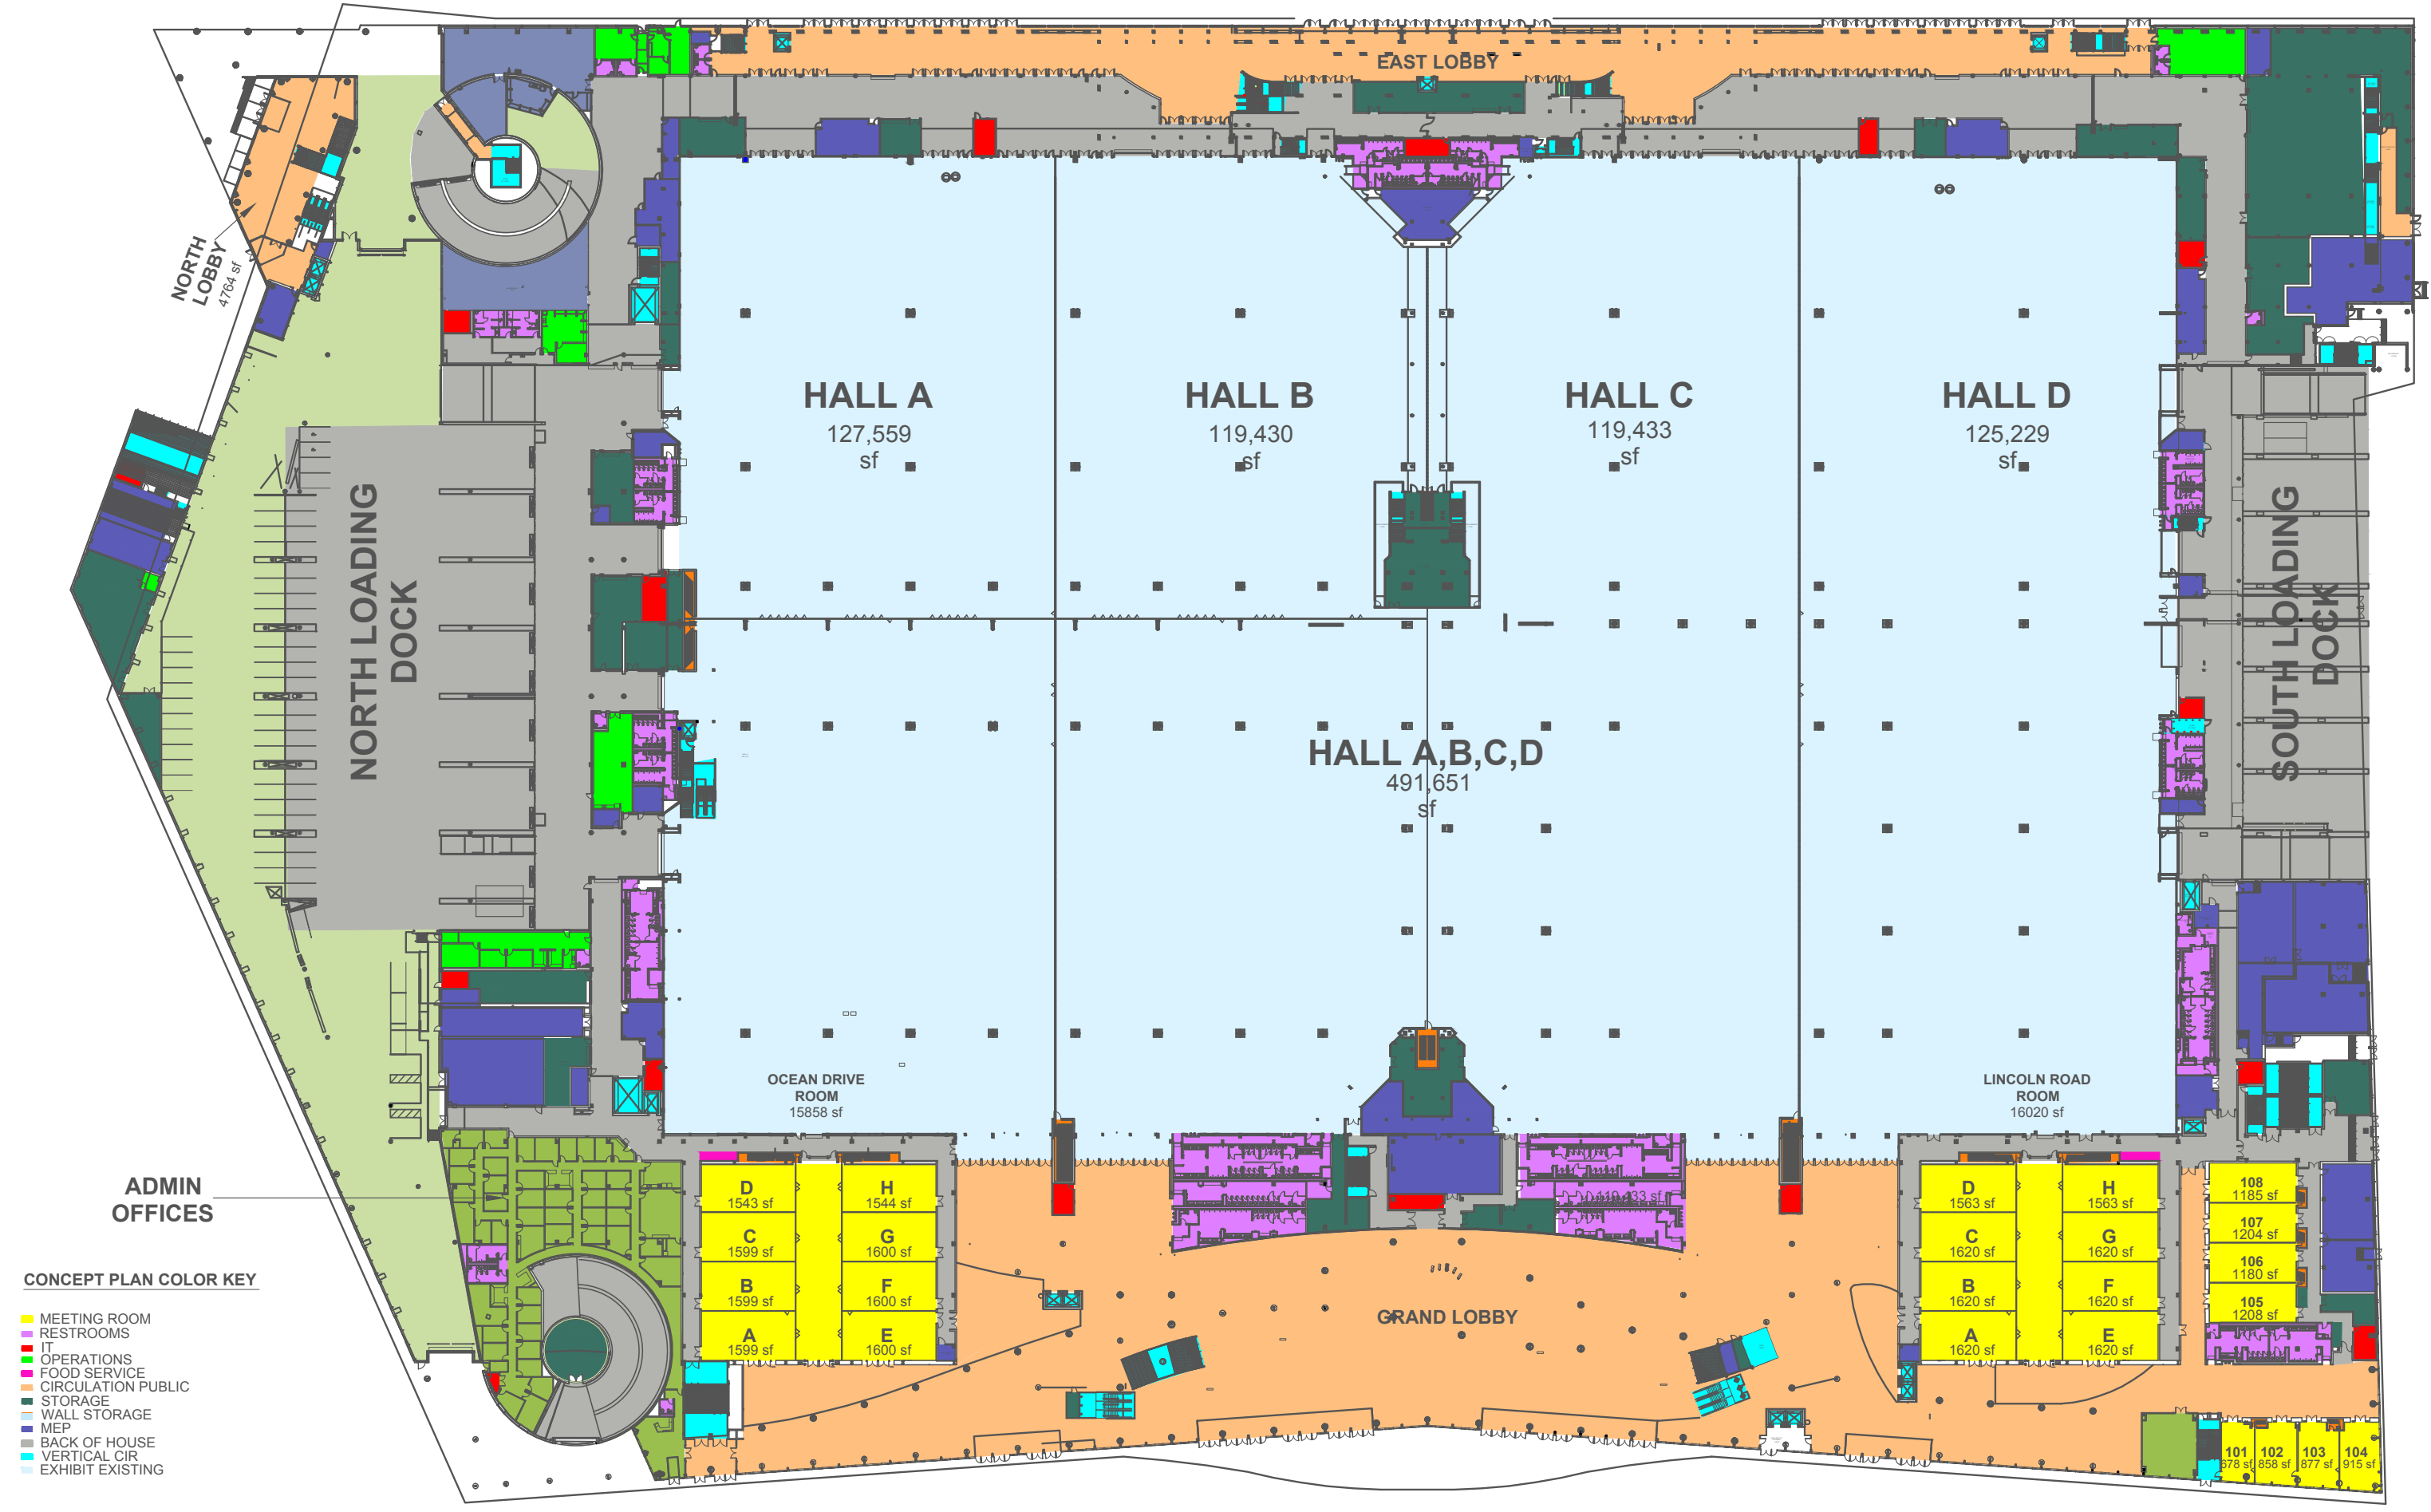 EAST LOBBY
NORTH
LOBBY
4764 sf
HALL A
127,559
sf
HALL B
119,430
sf
HALL C
119,433
sf
HALL D
125,229
sf
NORTH LOADING
DOCK
SOUTH LOADING
DOCK
HALL A,B,C,D
491,651
sf
OCEAN DRIVE
ROOM
15858 sf
LINCOLN ROAD
ROOM
16020 sf
ADMIN
OFFICES
D
1543 sf
H
1544 sf
C
1599 sf
G
1600 sf
B
1599 sf
F
1600 sf
A
1599 sf
E
1600 sf
119,433 sf
GRAND LOBBY
D
1563 sf
H
1563 sf
C
1620 sf
G
1620 sf
B
1620 sf
F
1620 sf
A
1620 sf
E
1620 sf
108
1185 sf
107
1204 sf
106
1180 sf
105
1208 sf
101
678 sf
102
858 sf
103
877 sf
104
915 sf
CONCEPT PLAN COLOR KEY
MEETING ROOM
RESTROOMS
IT
OPERATIONS
FOOD SERVICE
CIRCULATION PUBLIC
STORAGE
WALL STORAGE
MEP
BACK OF HOUSE
VERTICAL CIR
EXHIBIT EXISTING